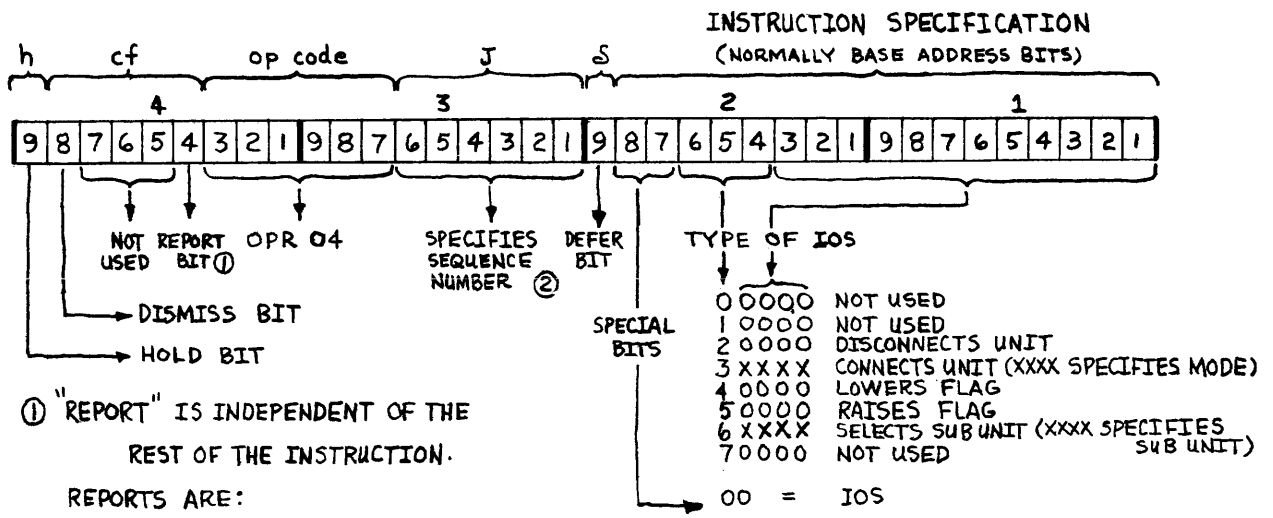 INSTRUCTION SPECIFICATION
h cf op code J S (NORMALLY BASE ADDRESS BITS)
4 3 2 1
9 8 7 6 5 4 3 2 1 9 8 7 6 5 4 3 2 1 9 8 7 6 5 4 3 2 1 9 8 7 6 5 4 3 2 1
NOT REPORT OPR 04 SPECIFIES DEFER TYPE OF IOS
USED BIT① SEQUENCE BIT
NUMBER ②
0 0000 NOT USED
DISMISS BIT SPECIAL 1 0000 NOT USED
BITS 2 0000 DISCONNECTS UNIT
HOLD BIT 3 XXXX CONNECTS UNIT (XXXX SPECIFIES MODE)
4 0000 LOWERS FLAG
① "REPORT" IS INDEPENDENT OF THE 5 0000 RAISES FLAG
6 XXXX SELECTS SUB UNIT (XXXX SPECIFIES
SUB UNIT)
REST OF THE INSTRUCTION. 7 0000 NOT USED
REPORTS ARE: 00 = IOS